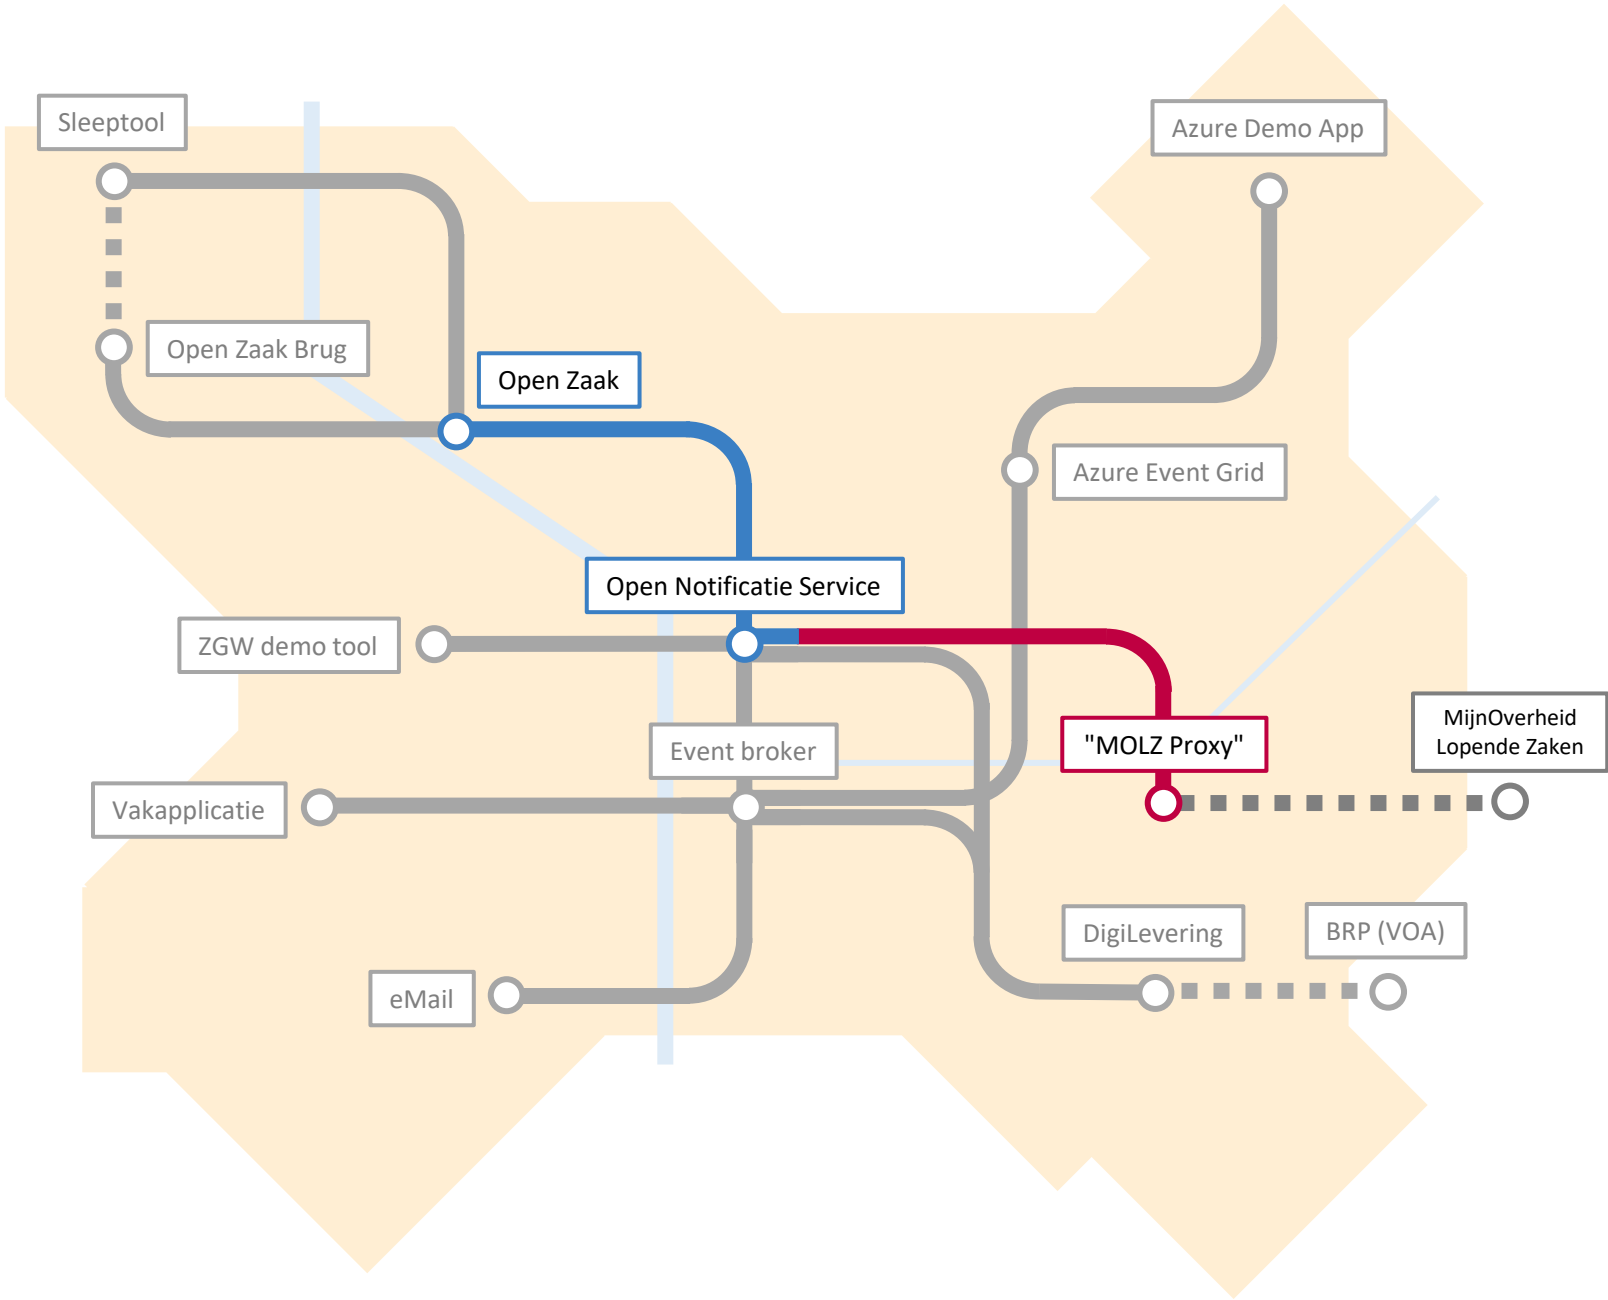 Sleeptool
Azure Demo App
Open Zaak Brug
Open Zaak
Azure Event Grid
Open Notificatie Service
ZGW demo tool
MijnOverheid
Lopende Zaken
"MOLZ Proxy"
Event broker
Vakapplicatie
DigiLevering
BRP (VOA)
eMail